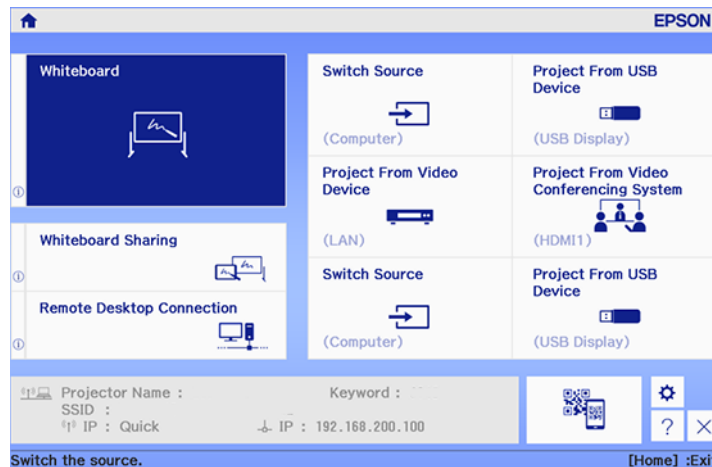 EPSON
Whiteboard
Whiteboard Sharing
Remote Desktop Connection
Switch Source
(Computer)
Project From USB
Device
(USB Display)
Project From Video
Device
(LAN)
Project From Video
Conferencing System
(HDMI1)
Switch Source
(Computer)
Project From USB
Device
(USB Display)
Projector Name :
Keyword :
SSID :
IP : Quick
IP : 192.168.200.100
?
Switch the source.
[Home] :Exit